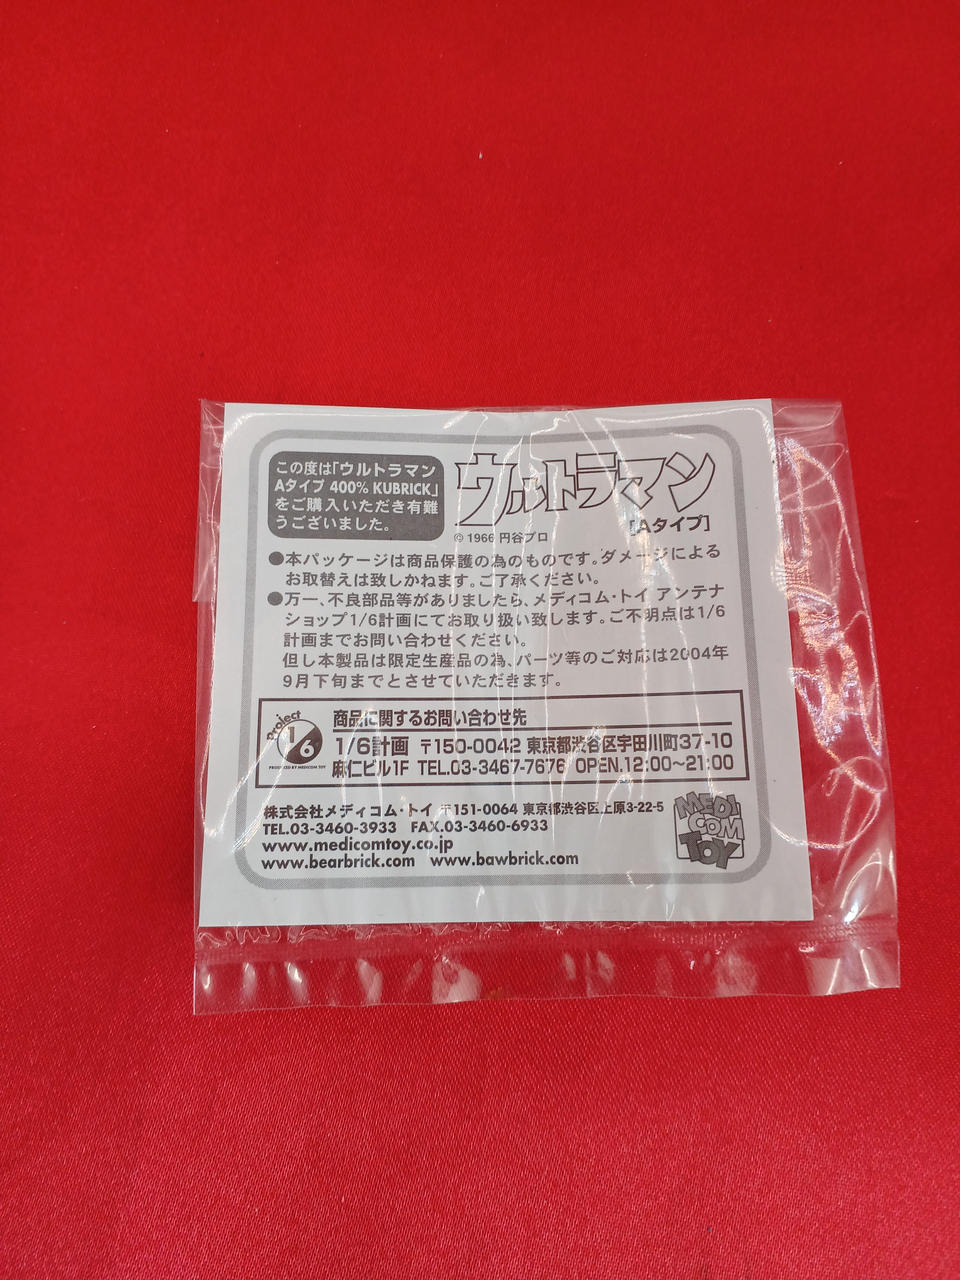 この度は「ウルトラマン
Aタイプ 400% KUBRICK」
をご購入いただき有難
うございました。
ウルトラマン
[Aタイプ]
© 1966 円谷プロ
●本パッケージは商品保護の為のものです。ダメージによる
お取替えは致しかねます。ご了承ください。
●万一、不良部品等がありましたら、メディコム・トイ アンテナ
ショップ1/6計画にてお取り扱い致します。ご不明点は1/6
計画までお問い合わせください。
但し本製品は限定生産品の為、パーツ等のご対応は2004年
9月下旬までとさせていただきます。
Project
1/6
PRODUCED BY MEDICOM TOY
商品に関するお問い合わせ先
1/6計画 〒150-0042 東京都渋谷区宇田川町37-10
麻仁ビル1F TEL.03-3467-7676 OPEN.12:00〜21:00
株式会社メディコム・トイ 〒151-0064 東京都渋谷区上原3-22-5
TEL.03-3460-3933 FAX.03-3460-6933
www.medicomtoy.co.jp
www.bearbrick.com www.bawbrick.com
MEDI
COM
TOY